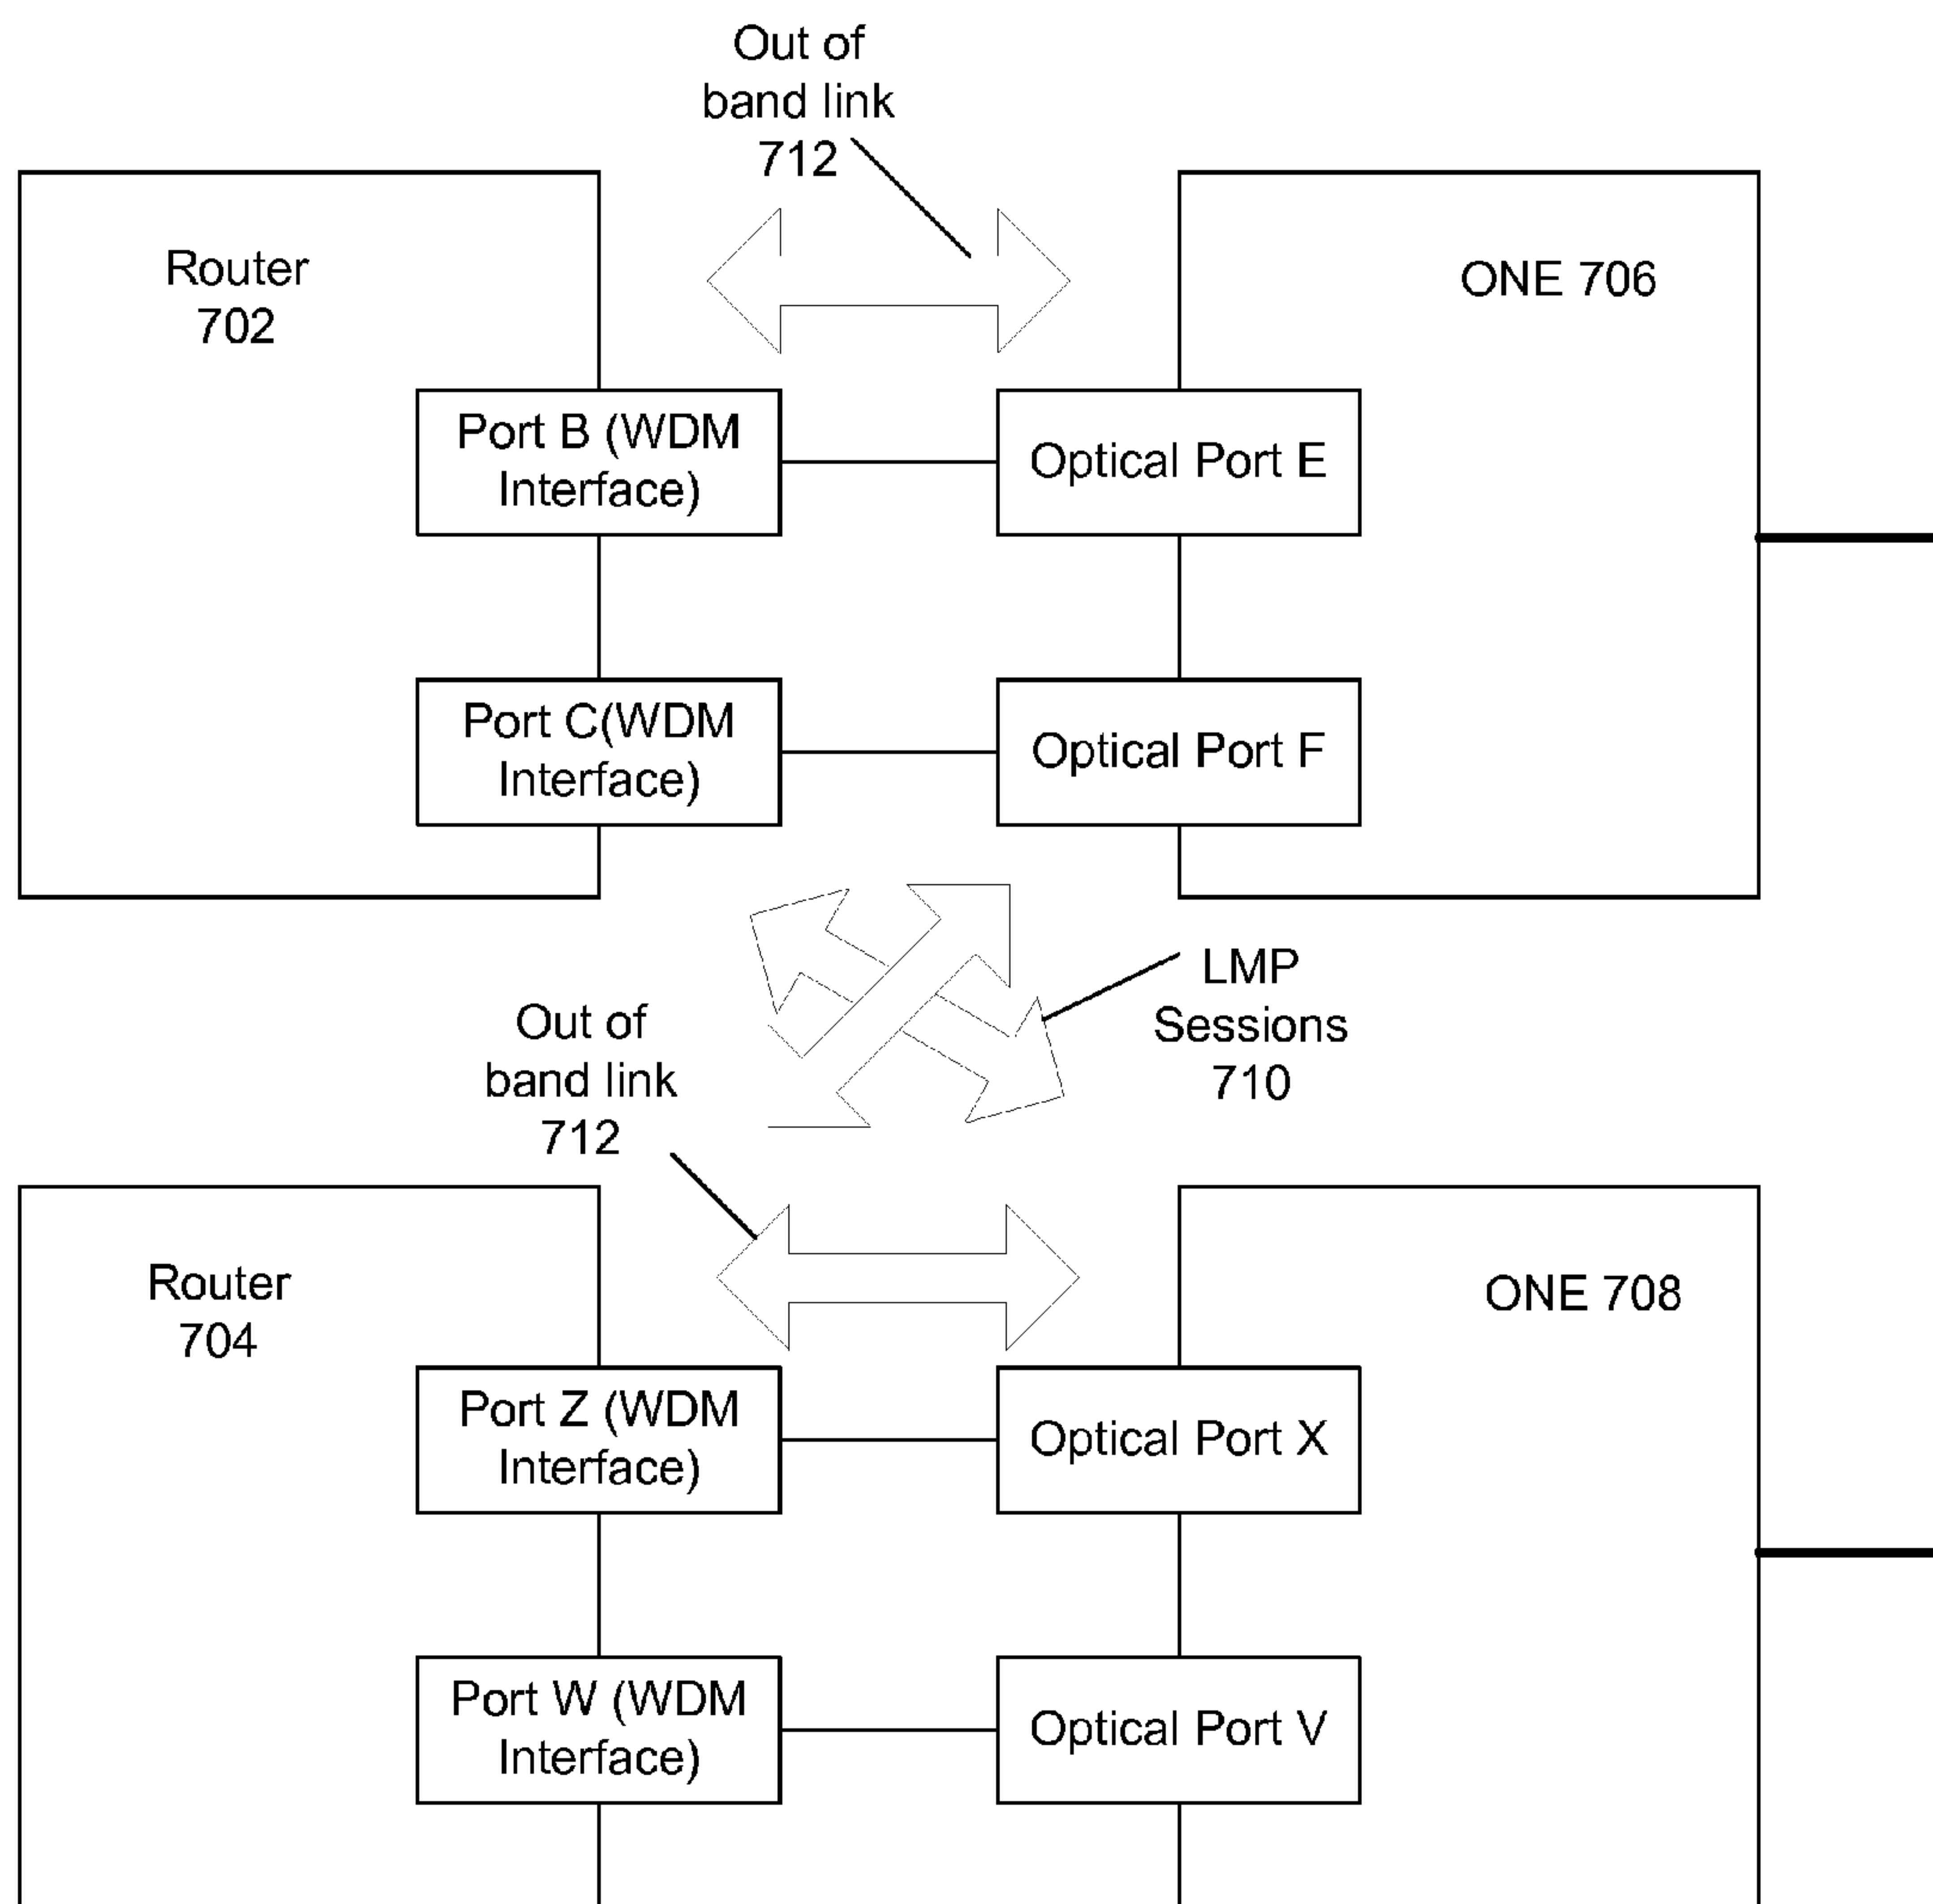 Out of
band link
712
Router
702
ONE 706
Port B (WDM
Interface)
Optical Port E
Port C(WDM
Interface)
Optical Port F
LMP
Sessions
710
Out of
band link
712
Router
704
ONE 708
Port Z (WDM
Interface)
Optical Port X
Port W (WDM
Interface)
Optical Port V